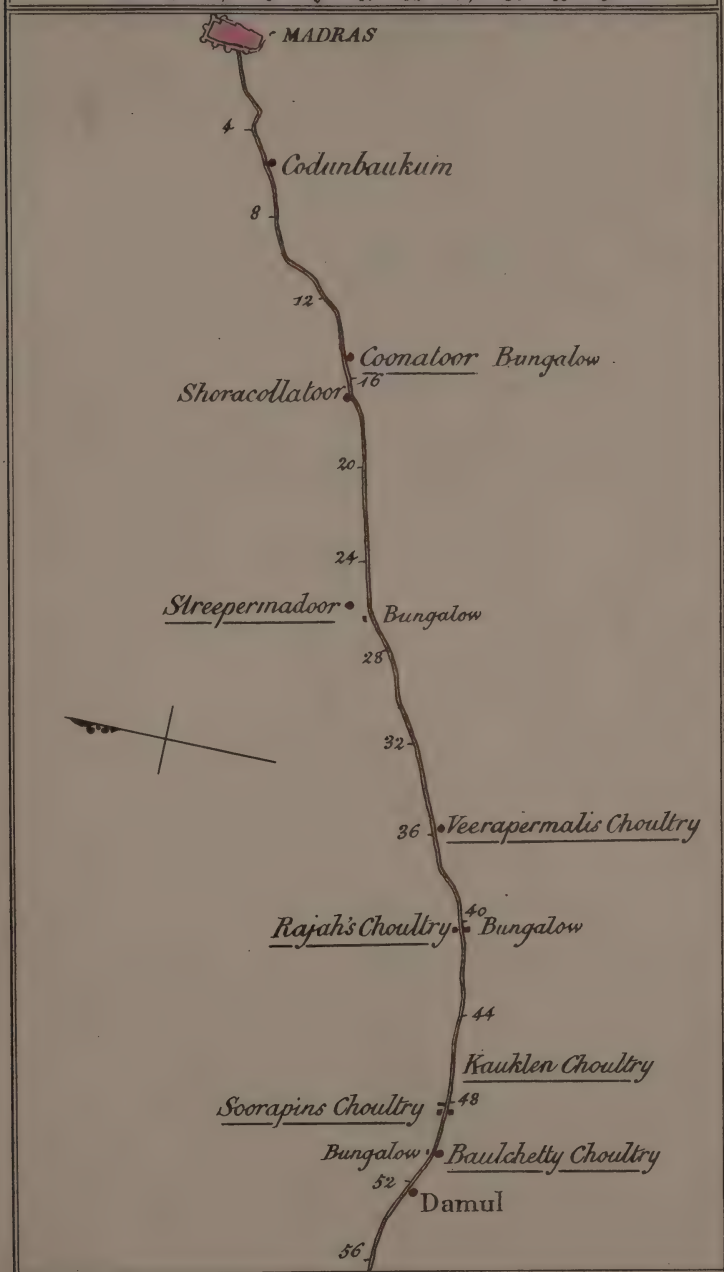 MADRAS
4
Codunbaukum
8
12
Coonatoor Bungalow
16
Shoracollatoor
20
24
Streepermadoor
Bungalow
28
32
Veerapermalis Choultry
36
40
Rajah's Choultry Bungalow
44
Kauklen Choultry
48
Soorapins Choultry
Bungalow Baulchetty Choultry
52
Damul
56